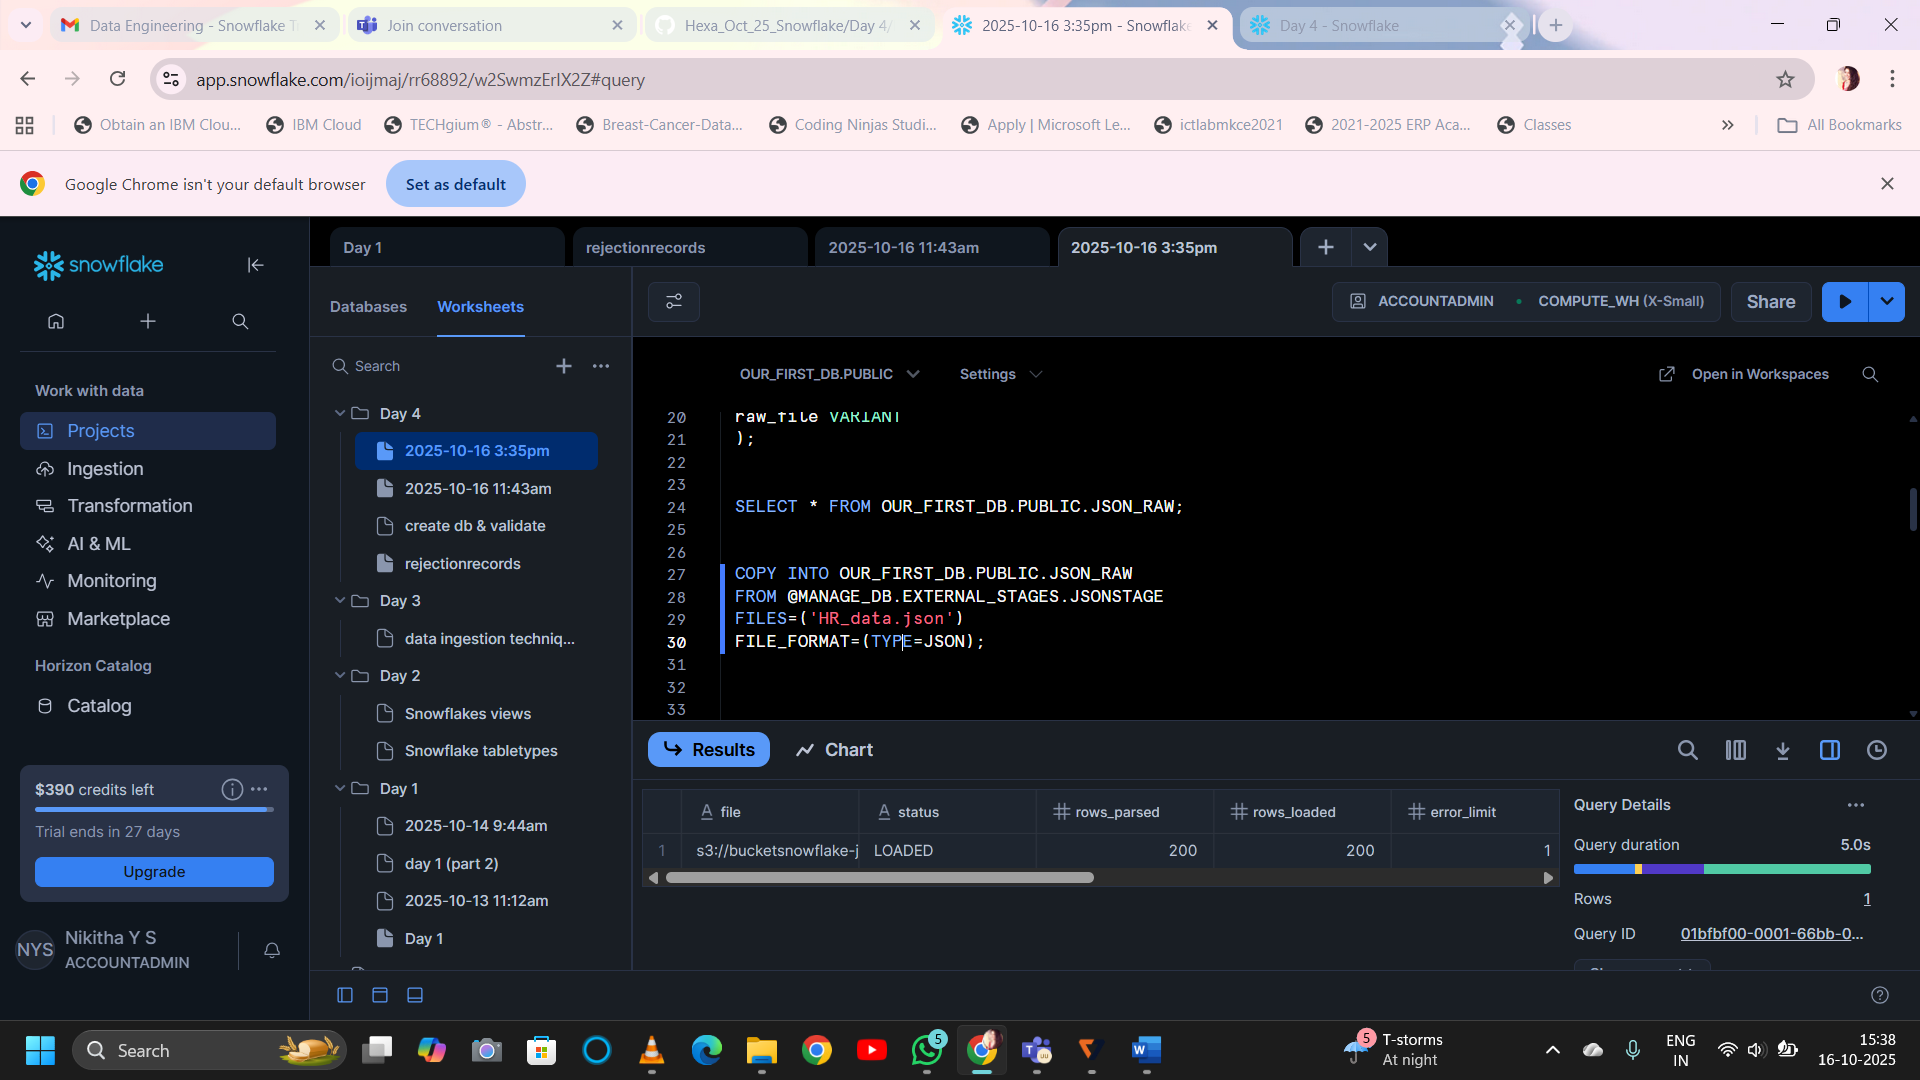 Data Engineering - Snowflake T
Join conversation
Hexa_Oct_25_Snowflake/Day 4/
2025-10-16 3:35pm - Snowflake
Day 4 - Snowflake
app.snowflake.com/ioijmaj/rr68892/w2SwmzErIX2Z#query
Obtain an IBM Clou...
IBM Cloud
TECHgium® - Abstr...
Breast-Cancer-Data...
Coding Ninjas Studi...
Apply | Microsoft Le...
ictlabmkce2021
2021-2025 ERP Aca...
Classes
All Bookmarks
Google Chrome isn't your default browser
Set as default
snowflake
Day 1
rejectionrecords
2025-10-16 11:43am
2025-10-16 3:35pm
Databases
Worksheets
ACCOUNTADMIN
COMPUTE_WH (X-Small)
Share
Work with data
Projects
Ingestion
Transformation
AI & ML
Monitoring
Marketplace
Horizon Catalog
Catalog
$390 credits left
Trial ends in 27 days
Upgrade
NYS
Nikitha Y S
ACCOUNTADMIN
Search
Day 4
2025-10-16 3:35pm
2025-10-16 11:43am
create db & validate
rejectionrecords
Day 3
data ingestion techniq...
Day 2
Snowflakes views
Snowflake tabletypes
Day 1
2025-10-14 9:44am
day 1 (part 2)
2025-10-13 11:12am
Day 1
OUR_FIRST_DB.PUBLIC
Settings
Open in Workspaces
20 raw_file VARIANT
21 );
22
23
24 SELECT * FROM OUR_FIRST_DB.PUBLIC.JSON_RAW;
25
26
27 COPY INTO OUR_FIRST_DB.PUBLIC.JSON_RAW
28 FROM @MANAGE_DB.EXTERNAL_STAGES.JSONSTAGE
29 FILES=('HR_data.json')
30 FILE_FORMAT=(TYPE=JSON);
31
32
33
Results
Chart
file status rows_parsed rows_loaded error_limit
1 s3://bucketsnowflake-j LOADED 200 200 1
Query Details
Query duration 5.0s
Rows 1
Query ID 01bfbf00-0001-66bb-0...
Search
5
5
T-storms
At night
ENG
IN
15:38
16-10-2025